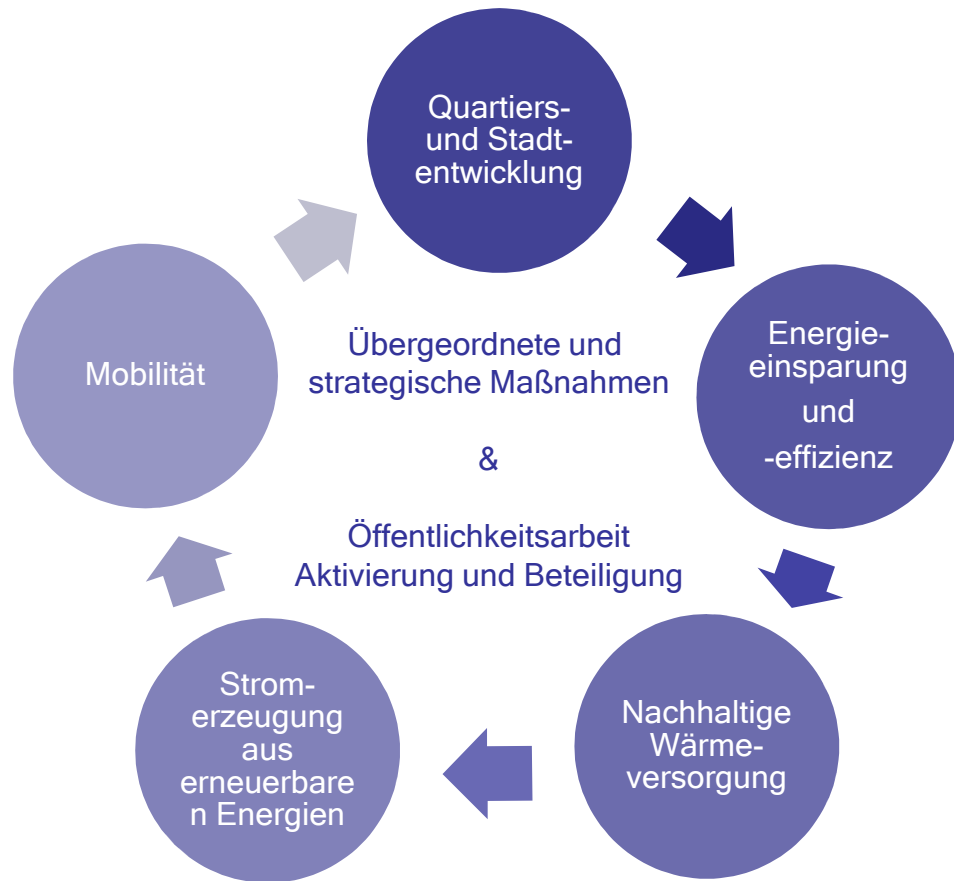 Quartiers-
und Stadt-
entwicklung
Energie-
einsparung
und
-effizienz
Nachhaltige
Wärme-
versorgung
Strom-
erzeugung
aus
erneuerbare
n Energien
Mobilität
Übergeordnete und
strategische Maßnahmen
&
Öffentlichkeitsarbeit
Aktivierung und Beteiligung